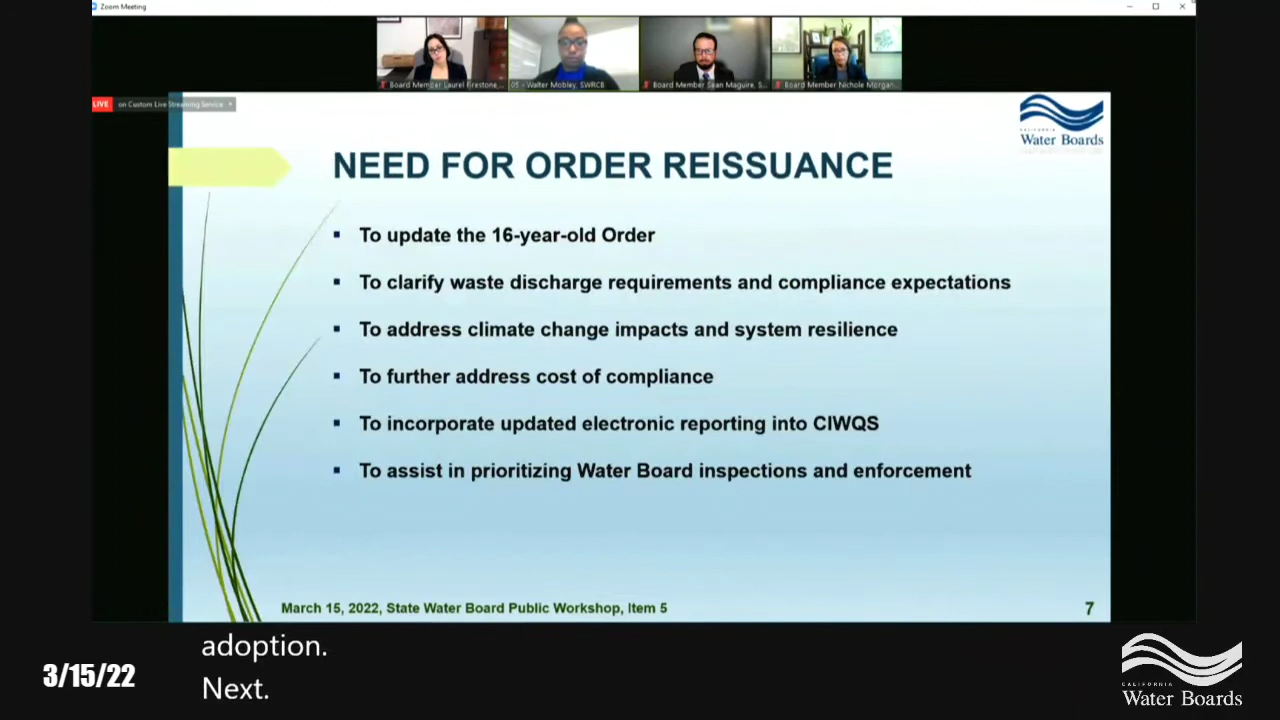 Zoom Meeting
Board Member Laurel Firestone ...
05 - Walter Mobley, SWRCB
Board Member Sean Maguire, S...
Board Member Nichole Morgan...
LIVE on Custom Live Streaming Service
CALIFORNIA
Water Boards
NEED FOR ORDER REISSUANCE
▪ To update the 16-year-old Order
▪ To clarify waste discharge requirements and compliance expectations
▪ To address climate change impacts and system resilience
▪ To further address cost of compliance
▪ To incorporate updated electronic reporting into CIWQS
▪ To assist in prioritizing Water Board inspections and enforcement
March 15, 2022, State Water Board Public Workshop, Item 5
7
adoption.
Next.
3/15/22
CALIFORNIA
Water Boards